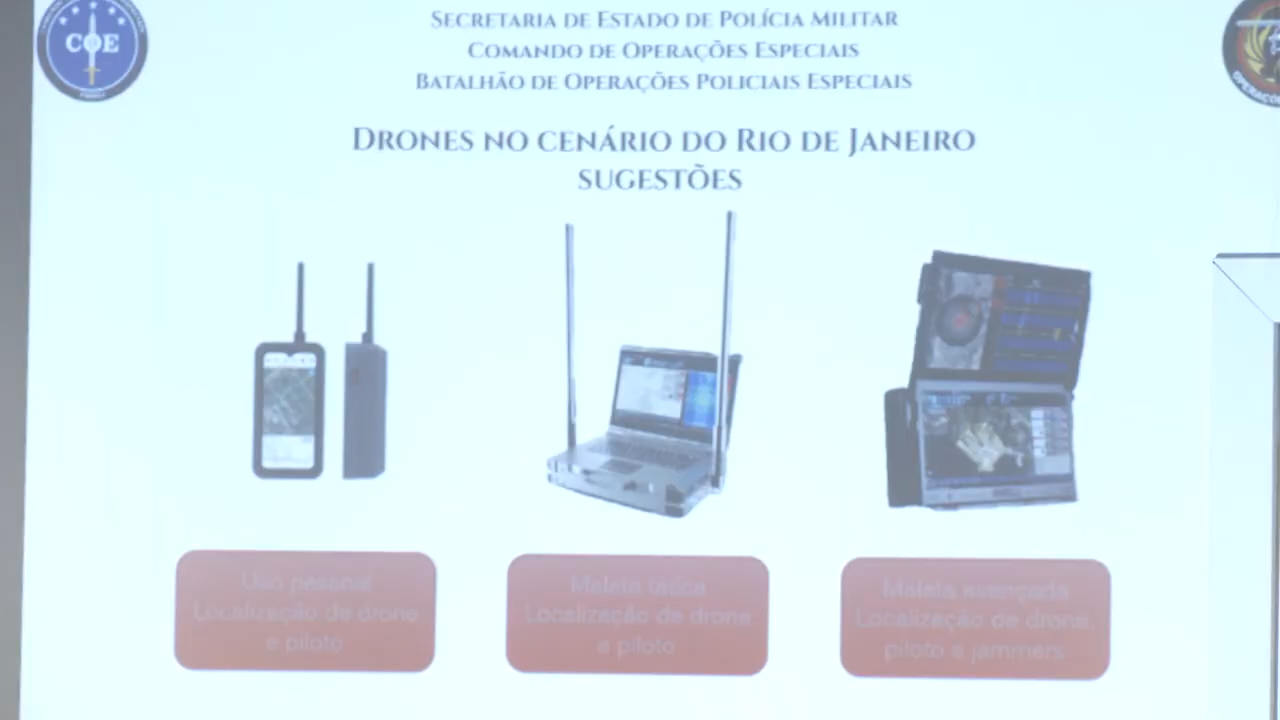 COE
SECRETARIA DE ESTADO DE POLÍCIA MILITAR
COMANDO DE OPERAÇÕES ESPECIAIS
BATALHÃO DE OPERAÇÕES POLICIAIS ESPECIAIS
DRONES NO CENÁRIO DO RIO DE JANEIRO
SUGESTÕES
Uso pessoal
Localização de drone
e piloto
Maleta tática
Localização de drone
e piloto
Maleta avançada
Localização de drone,
piloto e jammers